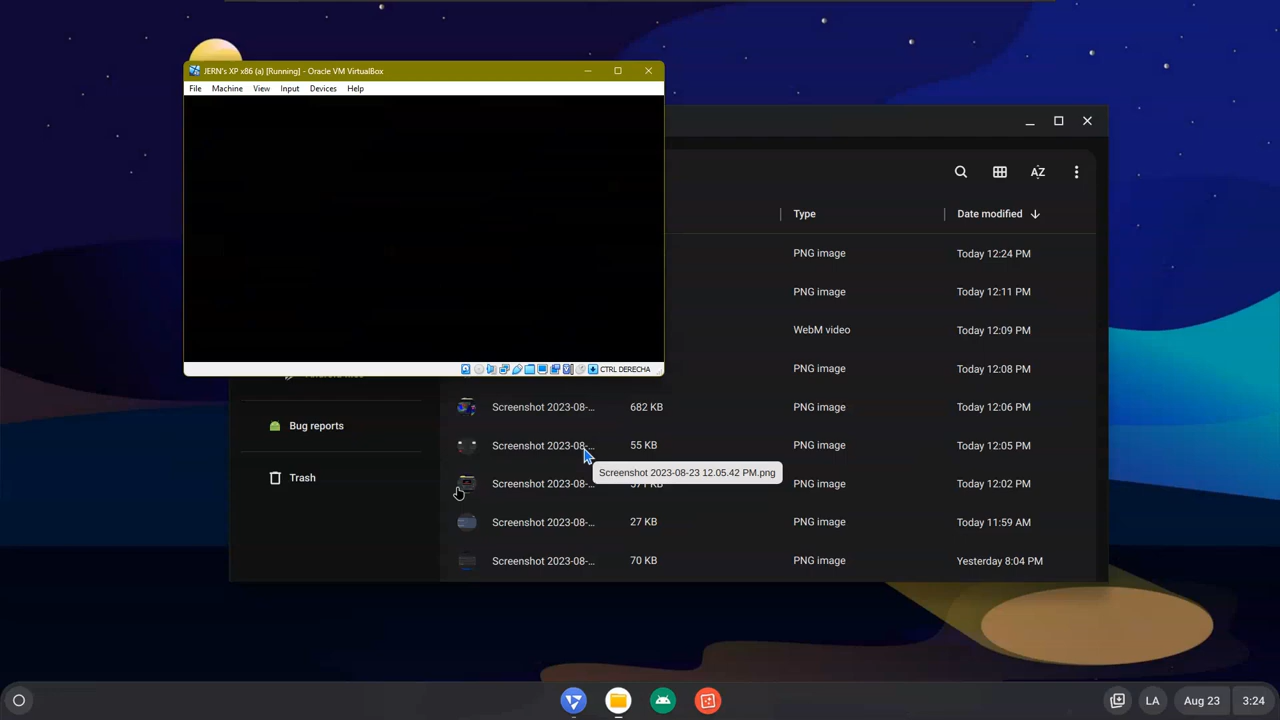 JERN's XP x86 (a) [Running] - Oracle VM VirtualBox
File Machine View Input Devices Help
CTRL DERECHA
Type Date modified
PNG image Today 12:24 PM
PNG image Today 12:11 PM
WebM video Today 12:09 PM
PNG image Today 12:08 PM
Screenshot 2023-08-... 682 KB PNG image Today 12:06 PM
Bug reports
Screenshot 2023-08-... 55 KB PNG image Today 12:05 PM
Screenshot 2023-08-23 12.05.42 PM.png
Trash
Screenshot 2023-08-... KB PNG image Today 12:02 PM
Screenshot 2023-08-... 27 KB PNG image Today 11:59 AM
Screenshot 2023-08-... 70 KB PNG image Yesterday 8:04 PM
LA Aug 23 3:24